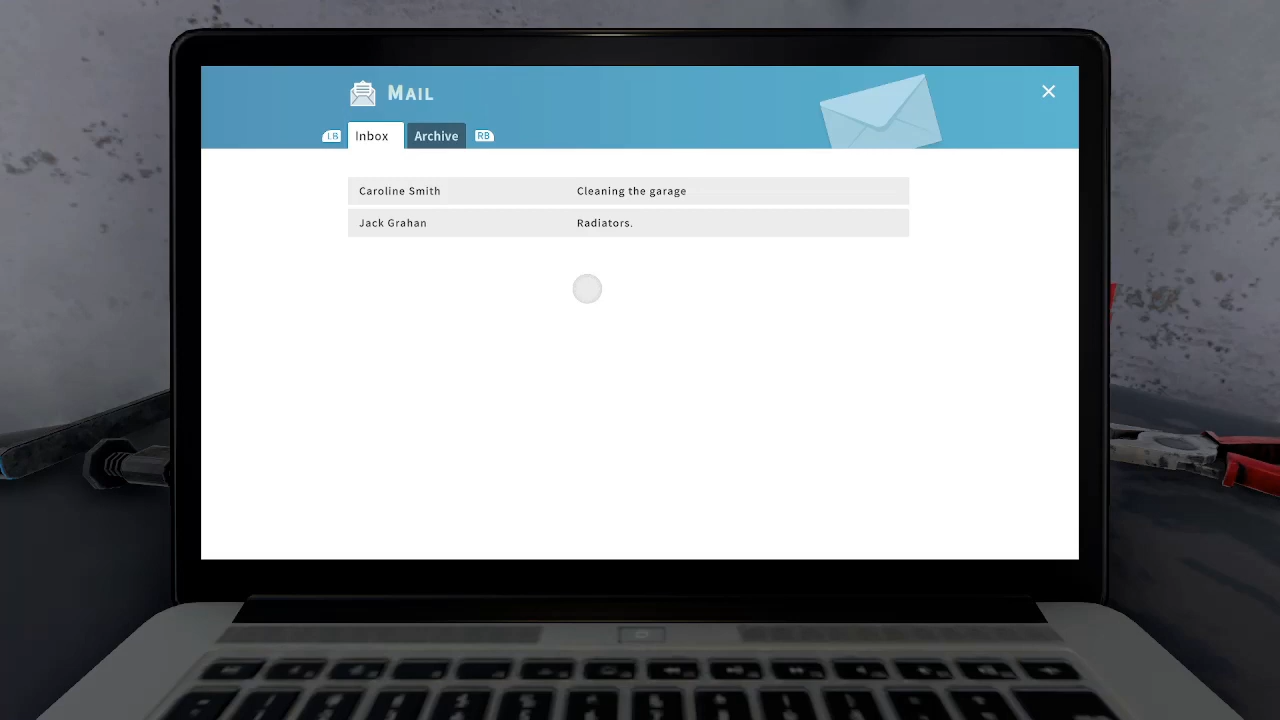 Mail
LB Inbox Archive RB
Caroline Smith Cleaning the garage
Jack Grahan Radiators.